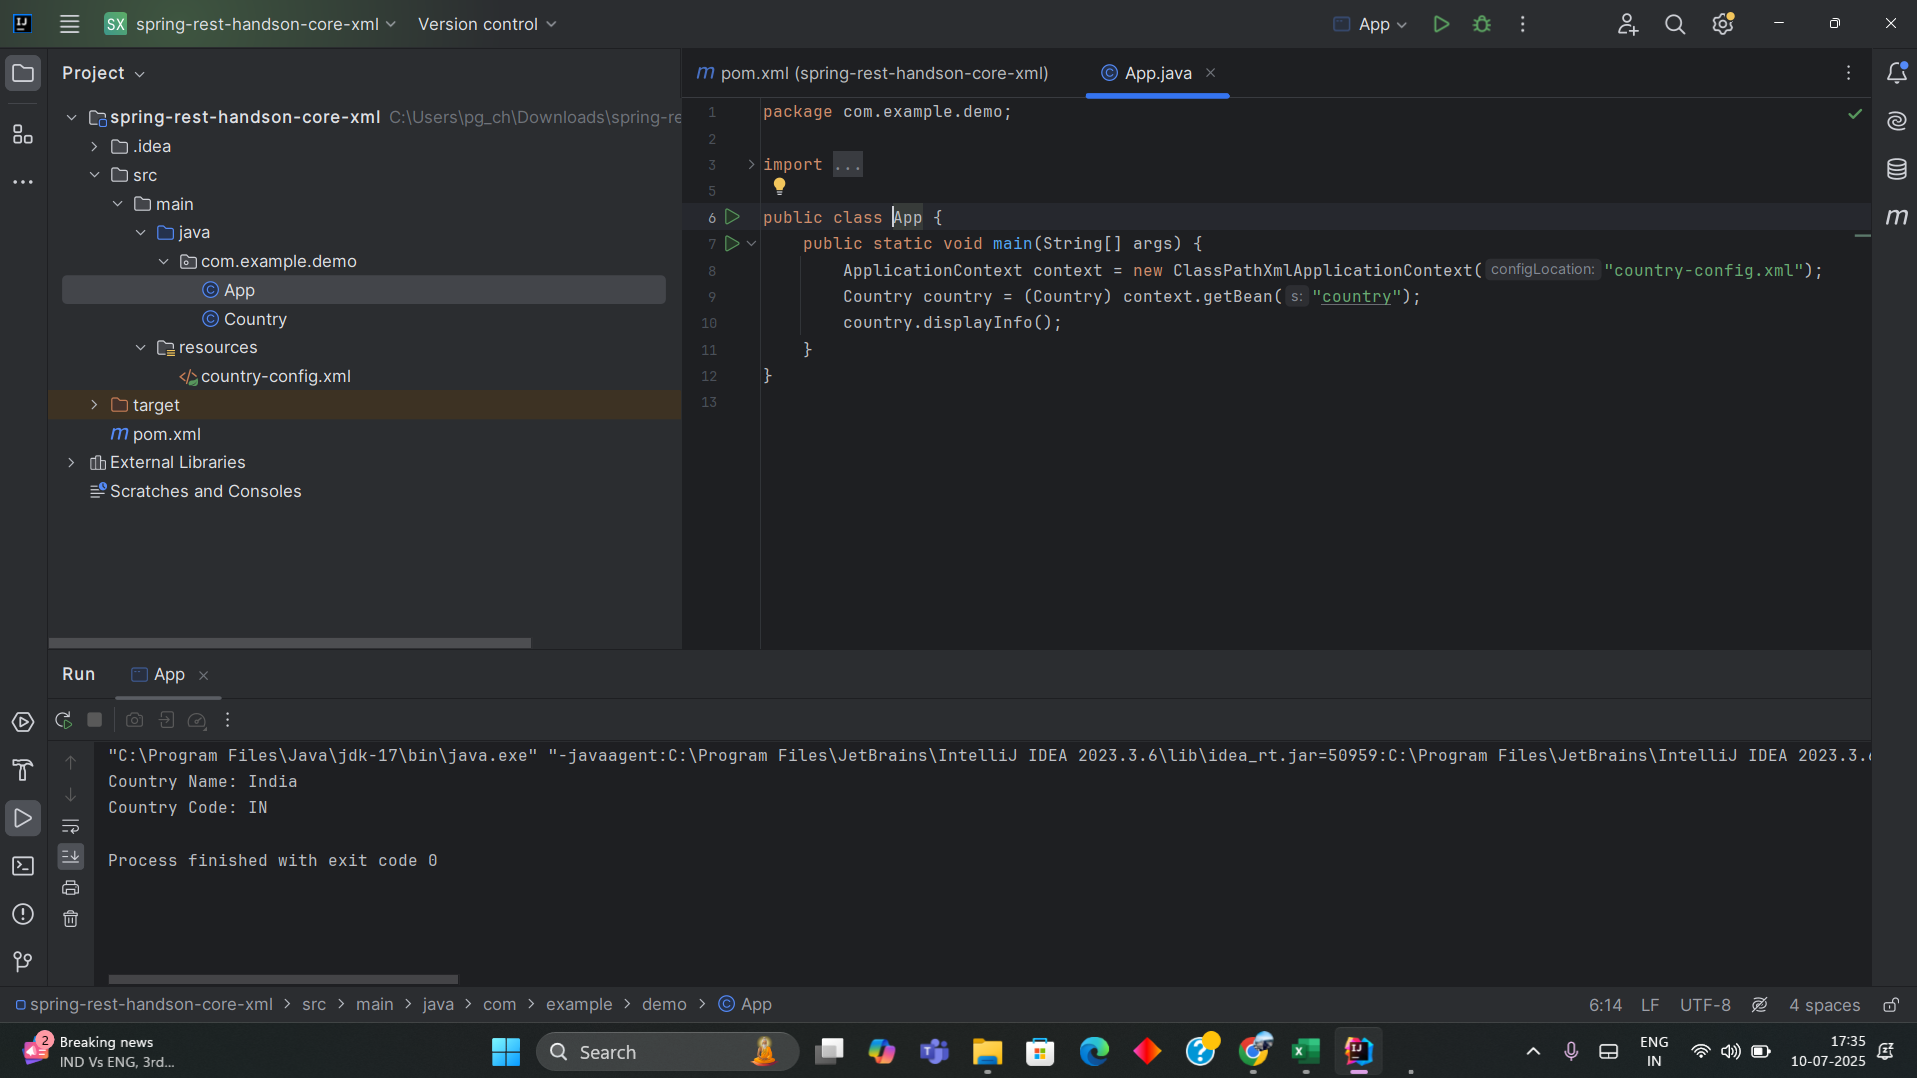 SX spring-rest-handson-core-xml Version control App
Project
pom.xml (spring-rest-handson-core-xml) App.java
spring-rest-handson-core-xml C:\Users\pg_ch\Downloads\spring-re
.idea
src
main
java
com.example.demo
App
Country
resources
country-config.xml
target
m pom.xml
External Libraries
Scratches and Consoles
1 package com.example.demo;
2
3 import ...
5
6 public class App {
7 public static void main(String[] args) {
8 ApplicationContext context = new ClassPathXmlApplicationContext( configLocation: "country-config.xml");
9 Country country = (Country) context.getBean( s: "country");
10 country.displayInfo();
11 }
12 }
13
Run App
"C:\Program Files\Java\jdk-17\bin\java.exe" "-javaagent:C:\Program Files\JetBrains\IntelliJ IDEA 2023.3.6\lib\idea_rt.jar=50959:C:\Program Files\JetBrains\IntelliJ IDEA 2023.3.6
Country Name: India
Country Code: IN
Process finished with exit code 0
spring-rest-handson-core-xml > src > main > java > com > example > demo > App 6:14 LF UTF-8 4 spaces
2 Breaking news
IND Vs ENG, 3rd...
Search
ENG
IN
17:35
10-07-2025